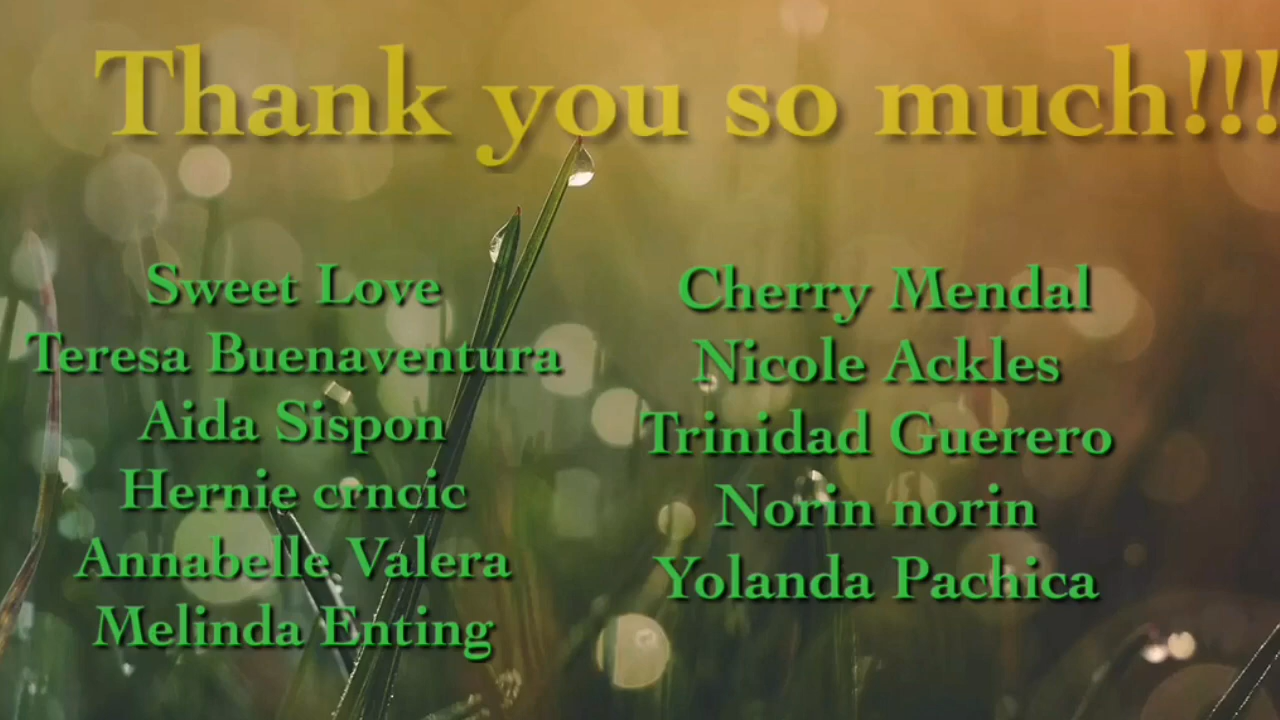 Thank you so much!!!
Sweet Love
Teresa Buenaventura
Aida Sispon
Hernie crncic
Annabelle Valera
Melinda Enting
Cherry Mendal
Nicole Ackles
Trinidad Guerero
Norin norin
Yolanda Pachica